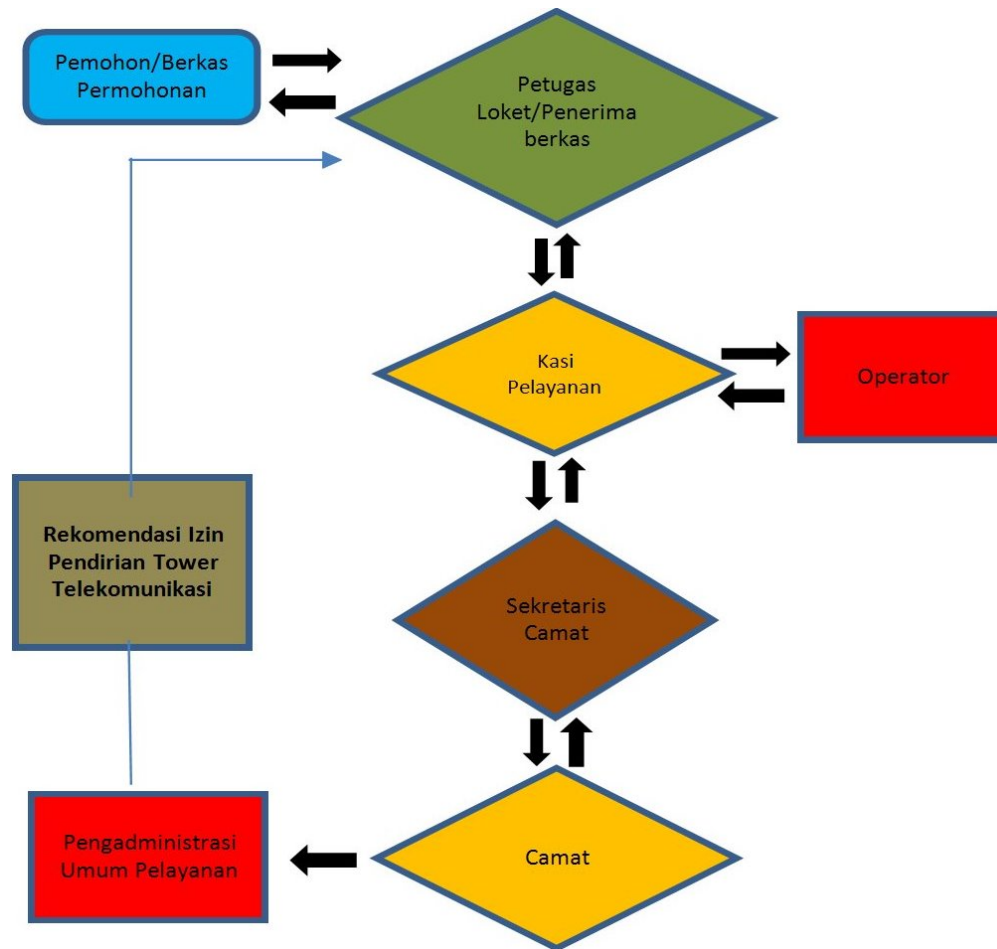 Pemohon/Berkas
Permohonan
Petugas
Loket/Penerima
berkas
Kasi
Pelayanan
Operator
Rekomendasi Izin
Pendirian Tower
Telekomunikasi
Sekretaris
Camat
Pengadministrasi
Umum Pelayanan
Camat